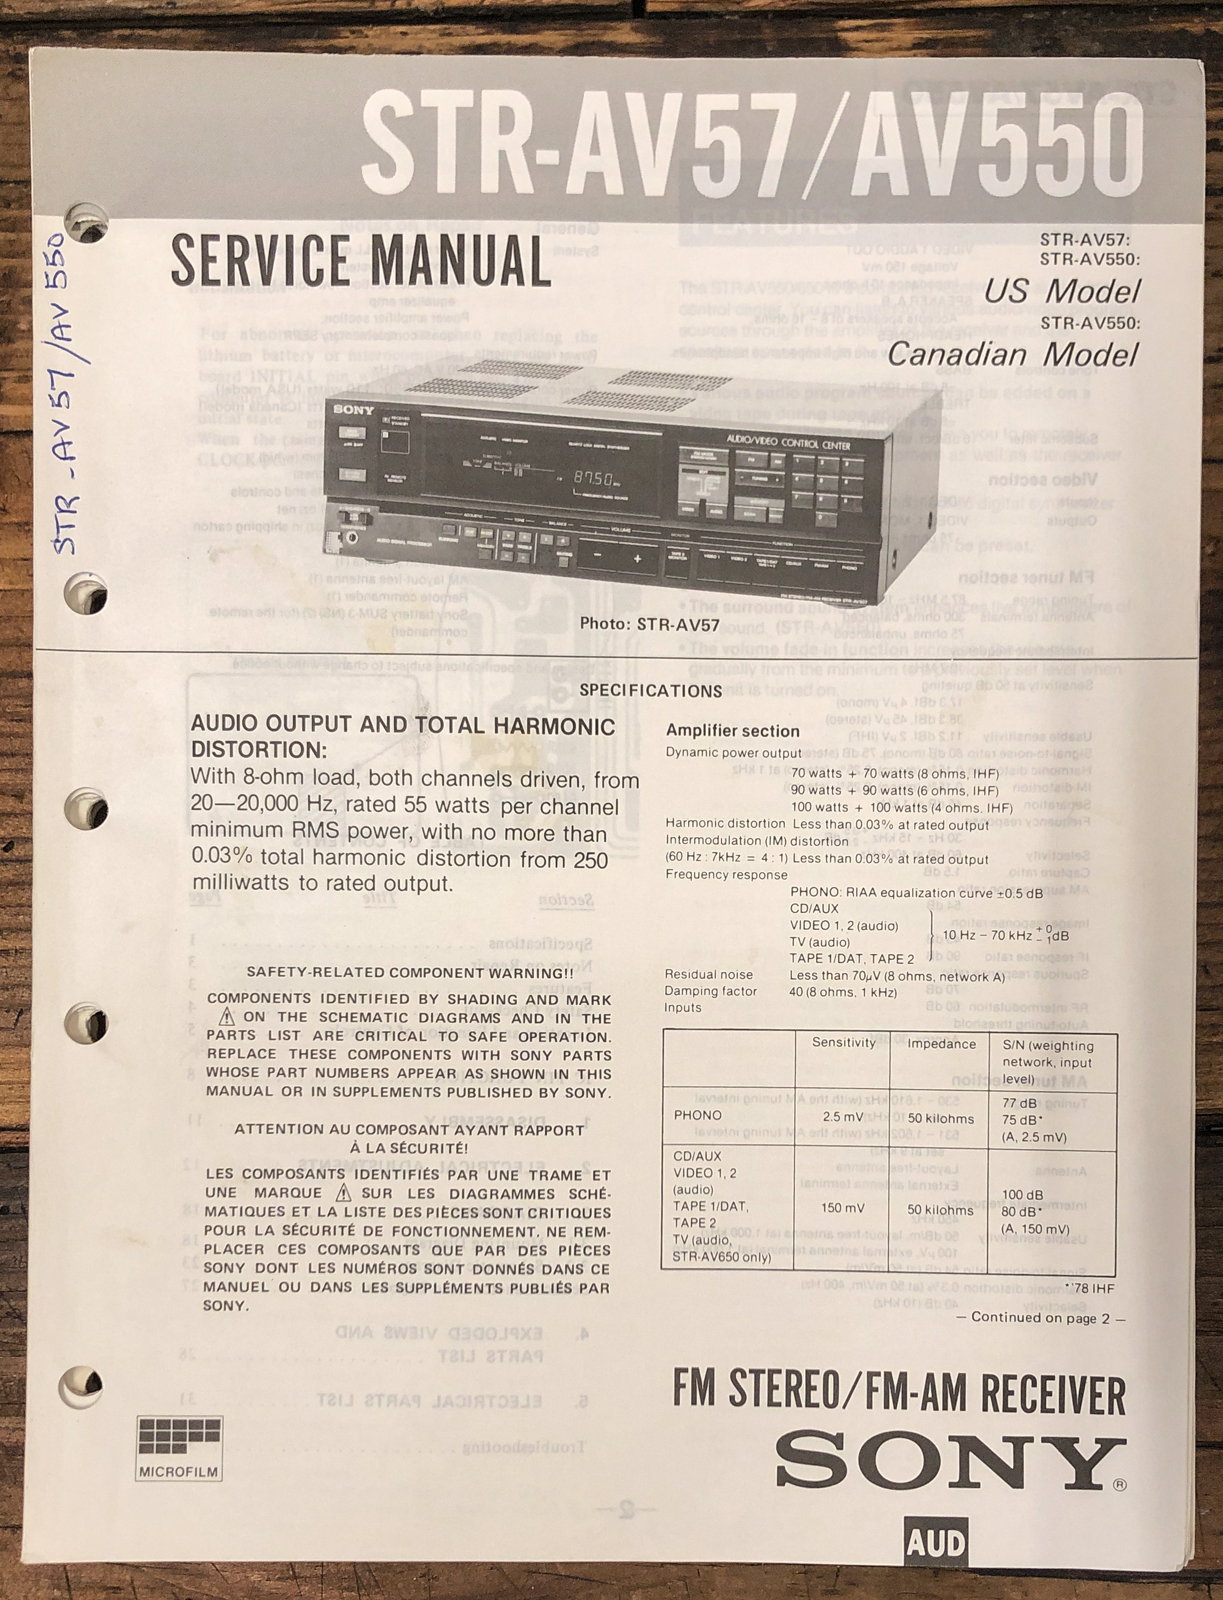 STR-AV57/AV550
STR-AV57/AV550
SERVICE MANUAL
STR-AV57:
STR-AV550:
US Model
STR-AV550:
Canadian Model
SONY
AUDIO/VIDEO CONTROL CENTER
87.50
VOLUME
Photo: STR-AV57
SPECIFICATIONS
AUDIO OUTPUT AND TOTAL HARMONIC
DISTORTION:
With 8-ohm load, both channels driven, from
20—20,000 Hz, rated 55 watts per channel
minimum RMS power, with no more than
0.03% total harmonic distortion from 250
milliwatts to rated output.
SAFETY-RELATED COMPONENT WARNING!!
COMPONENTS IDENTIFIED BY SHADING AND MARK
⚠ ON THE SCHEMATIC DIAGRAMS AND IN THE
PARTS LIST ARE CRITICAL TO SAFE OPERATION.
REPLACE THESE COMPONENTS WITH SONY PARTS
WHOSE PART NUMBERS APPEAR AS SHOWN IN THIS
MANUAL OR IN SUPPLEMENTS PUBLISHED BY SONY.
ATTENTION AU COMPOSANT AYANT RAPPORT
À LA SÉCURITÉ!
LES COMPOSANTS IDENTIFIÉS PAR UNE TRAME ET
UNE MARQUE ⚠ SUR LES DIAGRAMMES SCHÉ-
MATIQUES ET LA LISTE DES PIÈCES SONT CRITIQUES
POUR LA SÉCURITÉ DE FONCTIONNEMENT. NE REM-
PLACER CES COMPOSANTS QUE PAR DES PIÈCES
SONY DONT LES NUMÉROS SONT DONNÉS DANS CE
MANUEL OU DANS LES SUPPLÉMENTS PUBLIÉS PAR
SONY.
Amplifier section
Dynamic power output
70 watts + 70 watts (8 ohms, IHF)
90 watts + 90 watts (6 ohms, IHF)
100 watts + 100 watts (4 ohms, IHF)
Harmonic distortion Less than 0.03% at rated output
Intermodulation (IM) distortion
(60 Hz : 7kHz = 4 : 1) Less than 0.03% at rated output
Frequency response
PHONO: RIAA equalization curve ±0.5 dB
CD/AUX
VIDEO 1, 2 (audio)
TV (audio)
TAPE 1/DAT, TAPE 2
10 Hz – 70 kHz +0 −1 dB
Residual noise Less than 70µV (8 ohms, network A)
Damping factor 40 (8 ohms, 1 kHz)
Inputs
Sensitivity Impedance S/N (weighting
network, input
level)
PHONO 2.5 mV 50 kilohms 77 dB
75 dB*
(A, 2.5 mV)
CD/AUX
VIDEO 1, 2
(audio)
TAPE 1/DAT,
TAPE 2
TV (audio,
STR-AV650 only)
150 mV 50 kilohms 100 dB
80 dB*
(A, 150 mV)
*'78 IHF
— Continued on page 2 —
FM STEREO/FM-AM RECEIVER
SONY®
MICROFILM
AUD